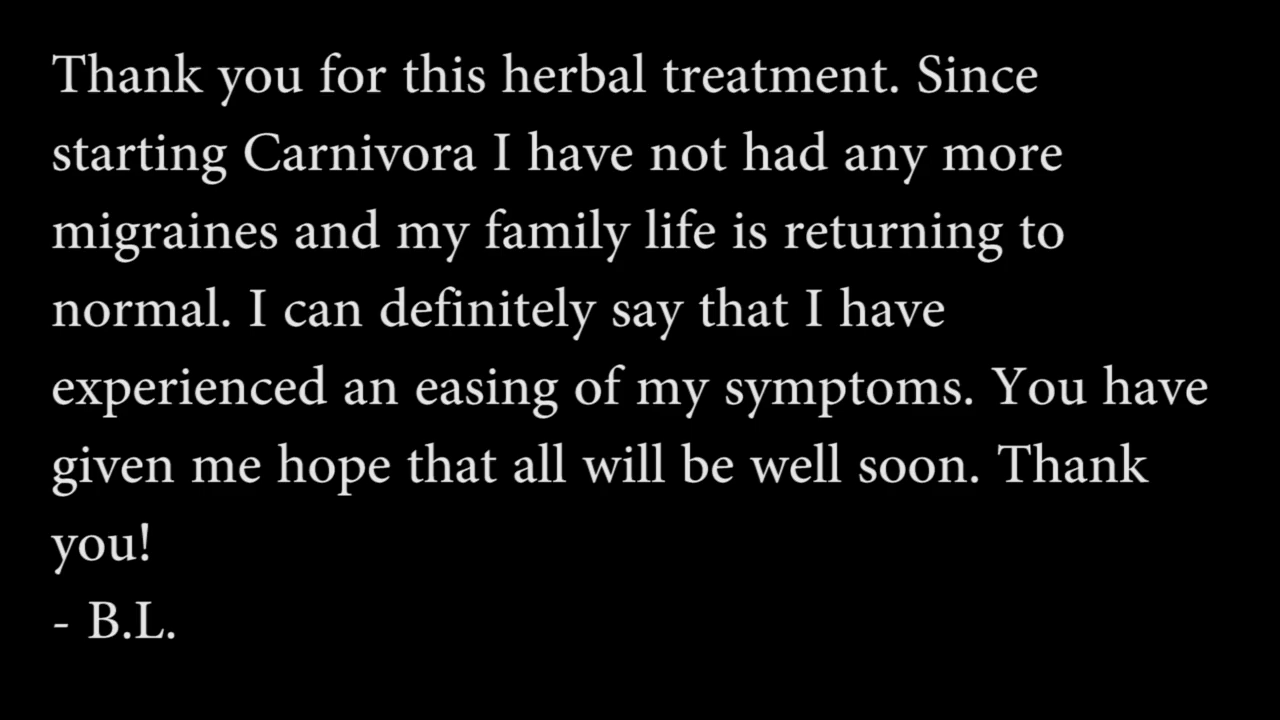 Thank you for this herbal treatment. Since
starting Carnivora I have not had any more
migraines and my family life is returning to
normal. I can definitely say that I have
experienced an easing of my symptoms. You have
given me hope that all will be well soon. Thank
you!
- B.L.